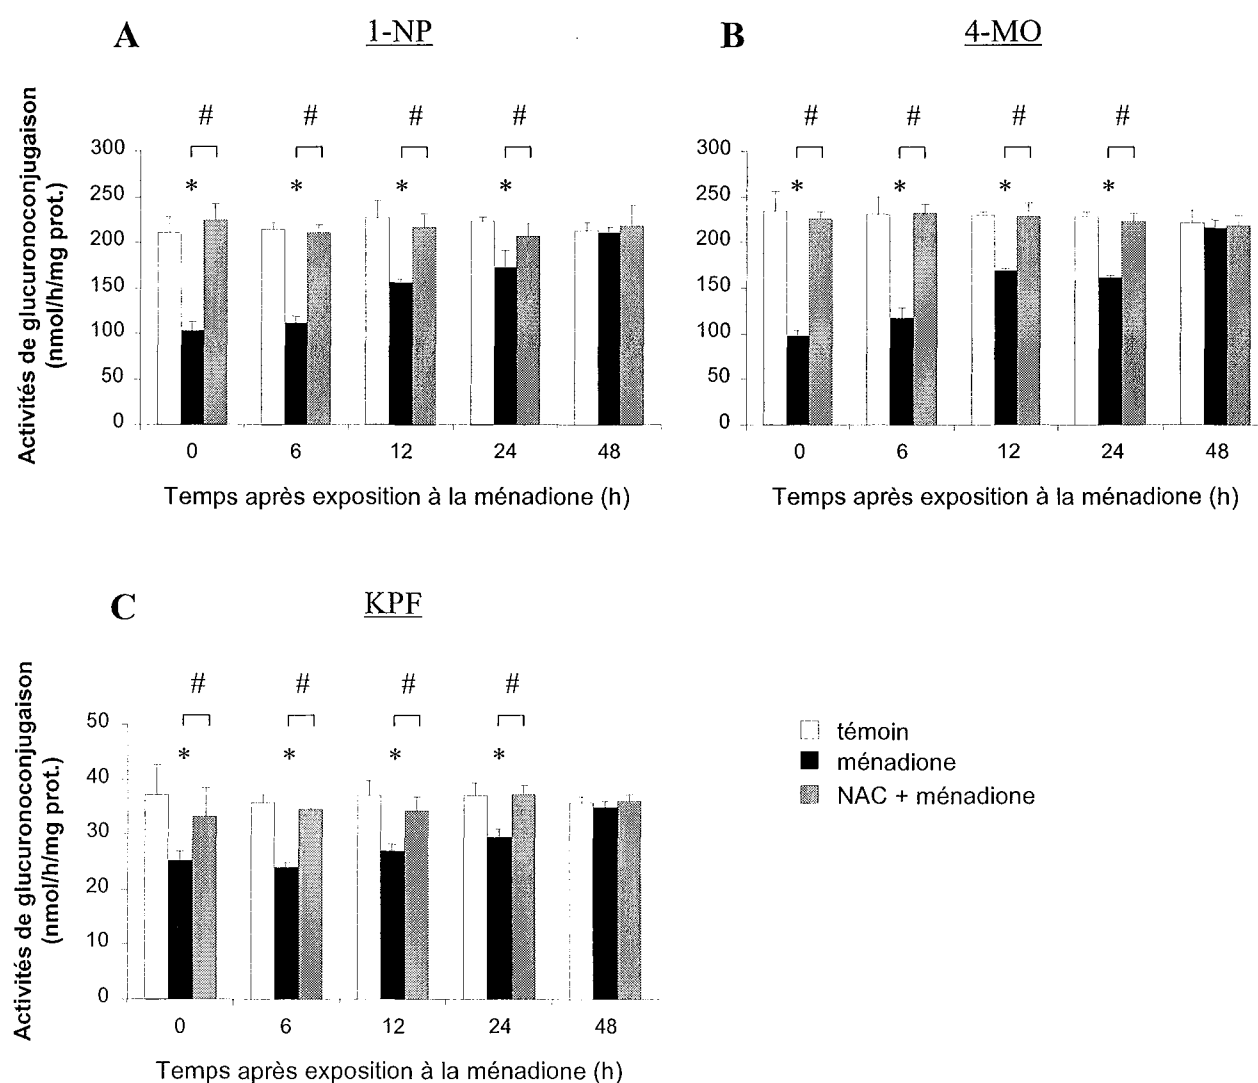 A
1-NP
# # # #
Activités de glucuronoconjugaison
(nmol/h/mg prot.)
300
250
200
150
100
50
0
* * * *
0 6 12 24 48
Temps après exposition à la ménadione (h)
B
4-MO
# # # #
300
250
200
150
100
50
0
* * * *
0 6 12 24 48
Temps après exposition à la ménadione (h)
C
KPF
# # # #
Activités de glucuronoconjugaison
(nmol/h/mg prot.)
50
40
30
20
10
0
* * * *
0 6 12 24 48
Temps après exposition à la ménadione (h)
témoin
ménadione
NAC + ménadione